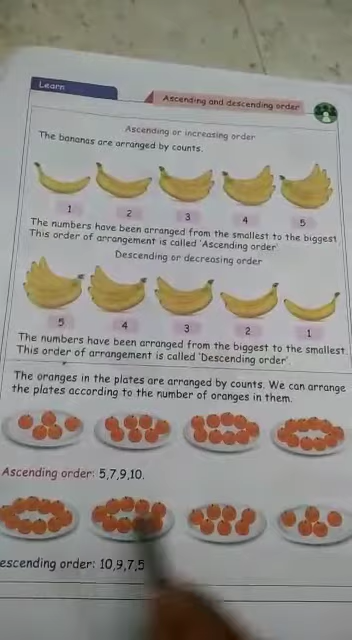 Learn
Ascending and descending order
Ascending or increasing order
The bananas are arranged by counts.
1 2 3 4 5
The numbers have been arranged from the smallest to the biggest
This order of arrangement is called 'Ascending order'
Descending or decreasing order
5 4 3 2 1
The numbers have been arranged from the biggest to the smallest.
This order of arrangement is called 'Descending order'.
The oranges in the plates are arranged by counts. We can arrange
the plates according to the number of oranges in them.
Ascending order: 5,7,9,10.
escending order: 10,9,7,5